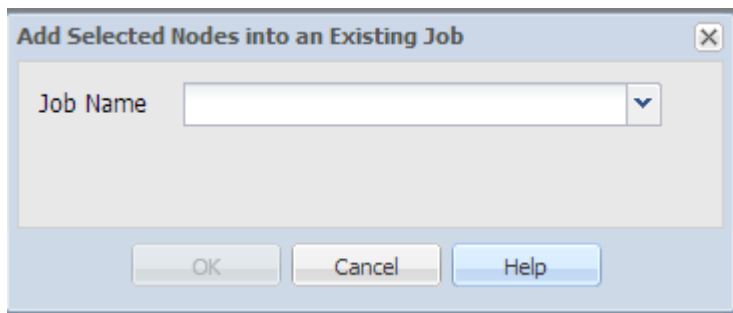 Add Selected Nodes into an Existing Job
Job Name
OK Cancel Help